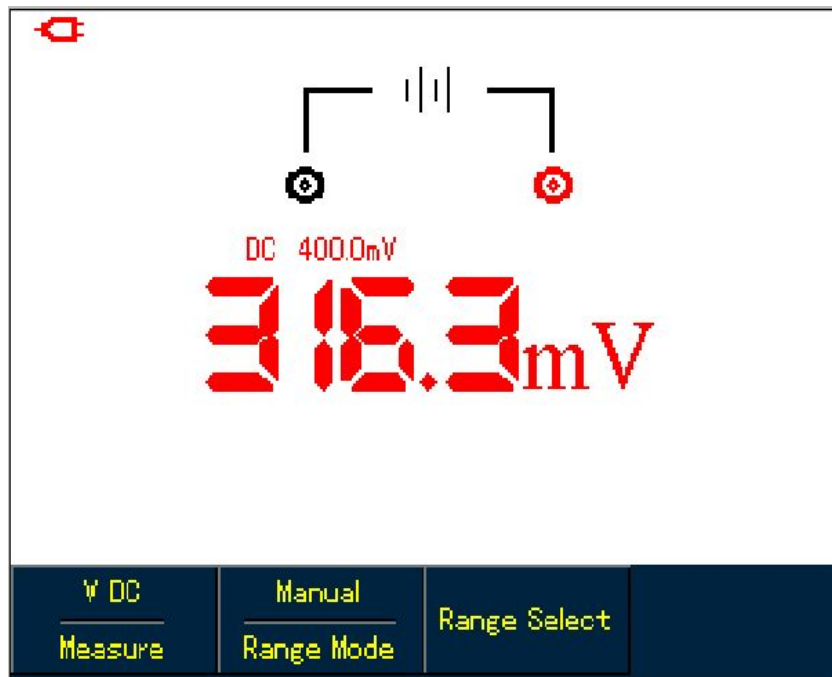 DC 400.0mV
316.3mV
V DC
Measure
Manual
Range Mode
Range Select